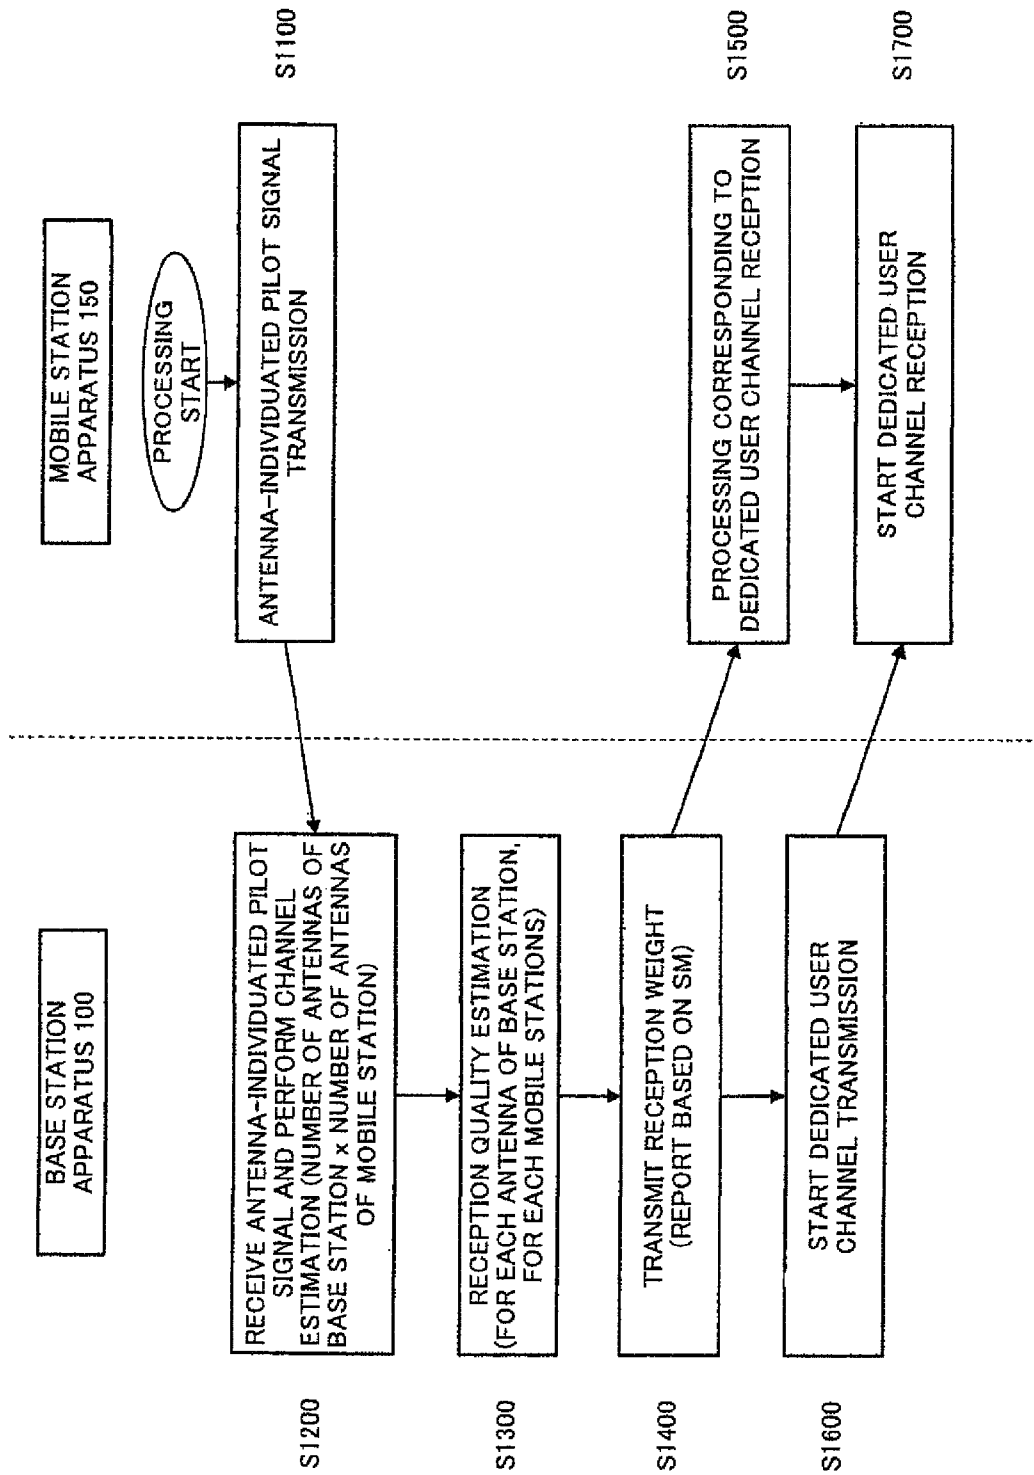 BASE STATION
APPARATUS 100
MOBILE STATION
APPARATUS 150
PROCESSING
START
ANTENNA-INDIVIDUATED PILOT SIGNAL
TRANSMISSION
S1100
S1200
RECEIVE ANTENNA-INDIVIDUATED PILOT
SIGNAL AND PERFORM CHANNEL
ESTIMATION (NUMBER OF ANTENNAS OF
BASE STATION x NUMBER OF ANTENNAS
OF MOBILE STATION)
S1300
RECEPTION QUALITY ESTIMATION
(FOR EACH ANTENNA OF BASE STATION,
FOR EACH MOBILE STATIONS)
S1400
TRANSMIT RECEPTION WEIGHT
(REPORT BASED ON SM)
PROCESSING CORRESPONDING TO
DEDICATED USER CHANNEL RECEPTION
S1500
S1600
START DEDICATED USER
CHANNEL TRANSMISSION
START DEDICATED USER
CHANNEL RECEPTION
S1700